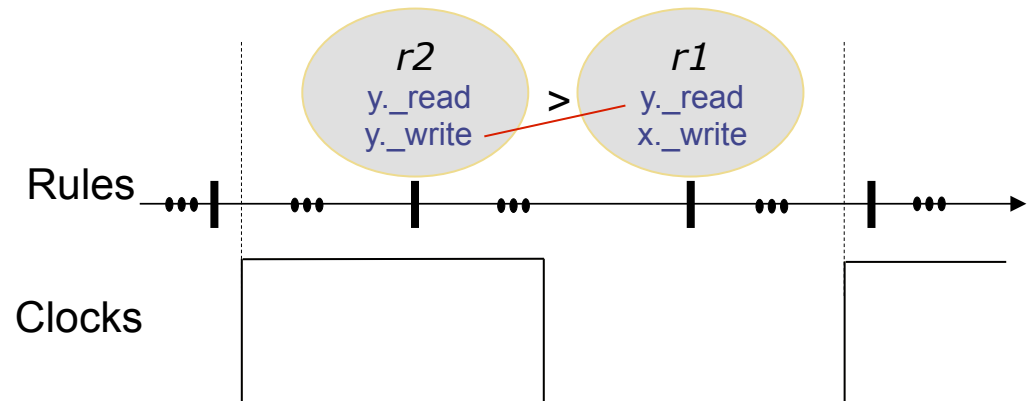 r2
y._read
y._write
>
r1
y._read
x._write
Rules
Clocks